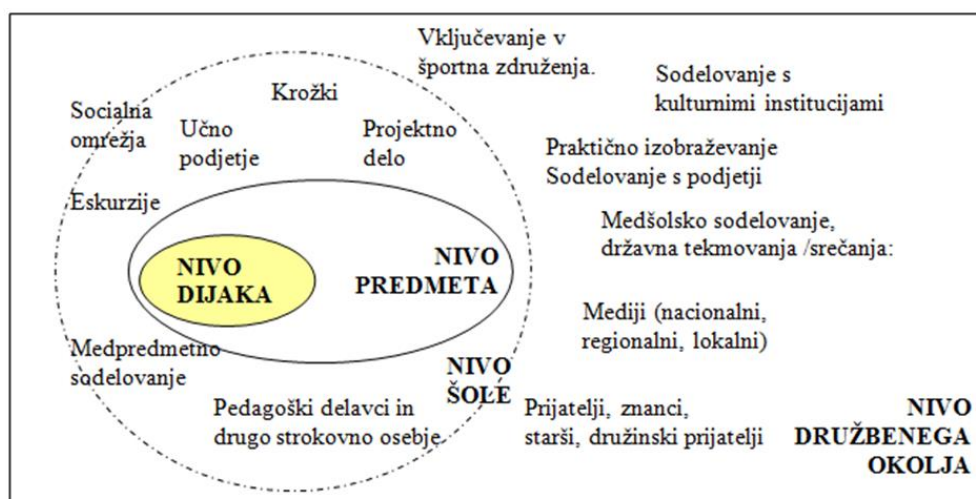 Vključevanje v
športna združenja.
Sodelovanje s
kulturnimi institucijami
Krožki
Socialna
omrežja
Učno
podjetje
Projektno
delo
Praktično izobraževanje
Sodelovanje s podjetji
Eskurzije
Medšolsko sodelovanje,
državna tekmovanja /srečanja:
NIVO
DIJAKA
NIVO
PREDMETA
Mediji (nacionalni,
regionalni, lokalni)
Medpredmetno
sodelovanje
NIVO
ŠOLE
Pedagoški delavci in
drugo strokovno osebje
Prijatelji, znanci,
starši, družinski prijatelji
NIVO
DRUŽBENEGA
OKOLJA